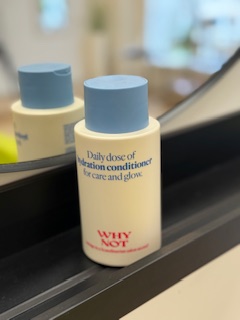 Daily dose of
hydration conditioner
for care and glow.
WHY
NOT